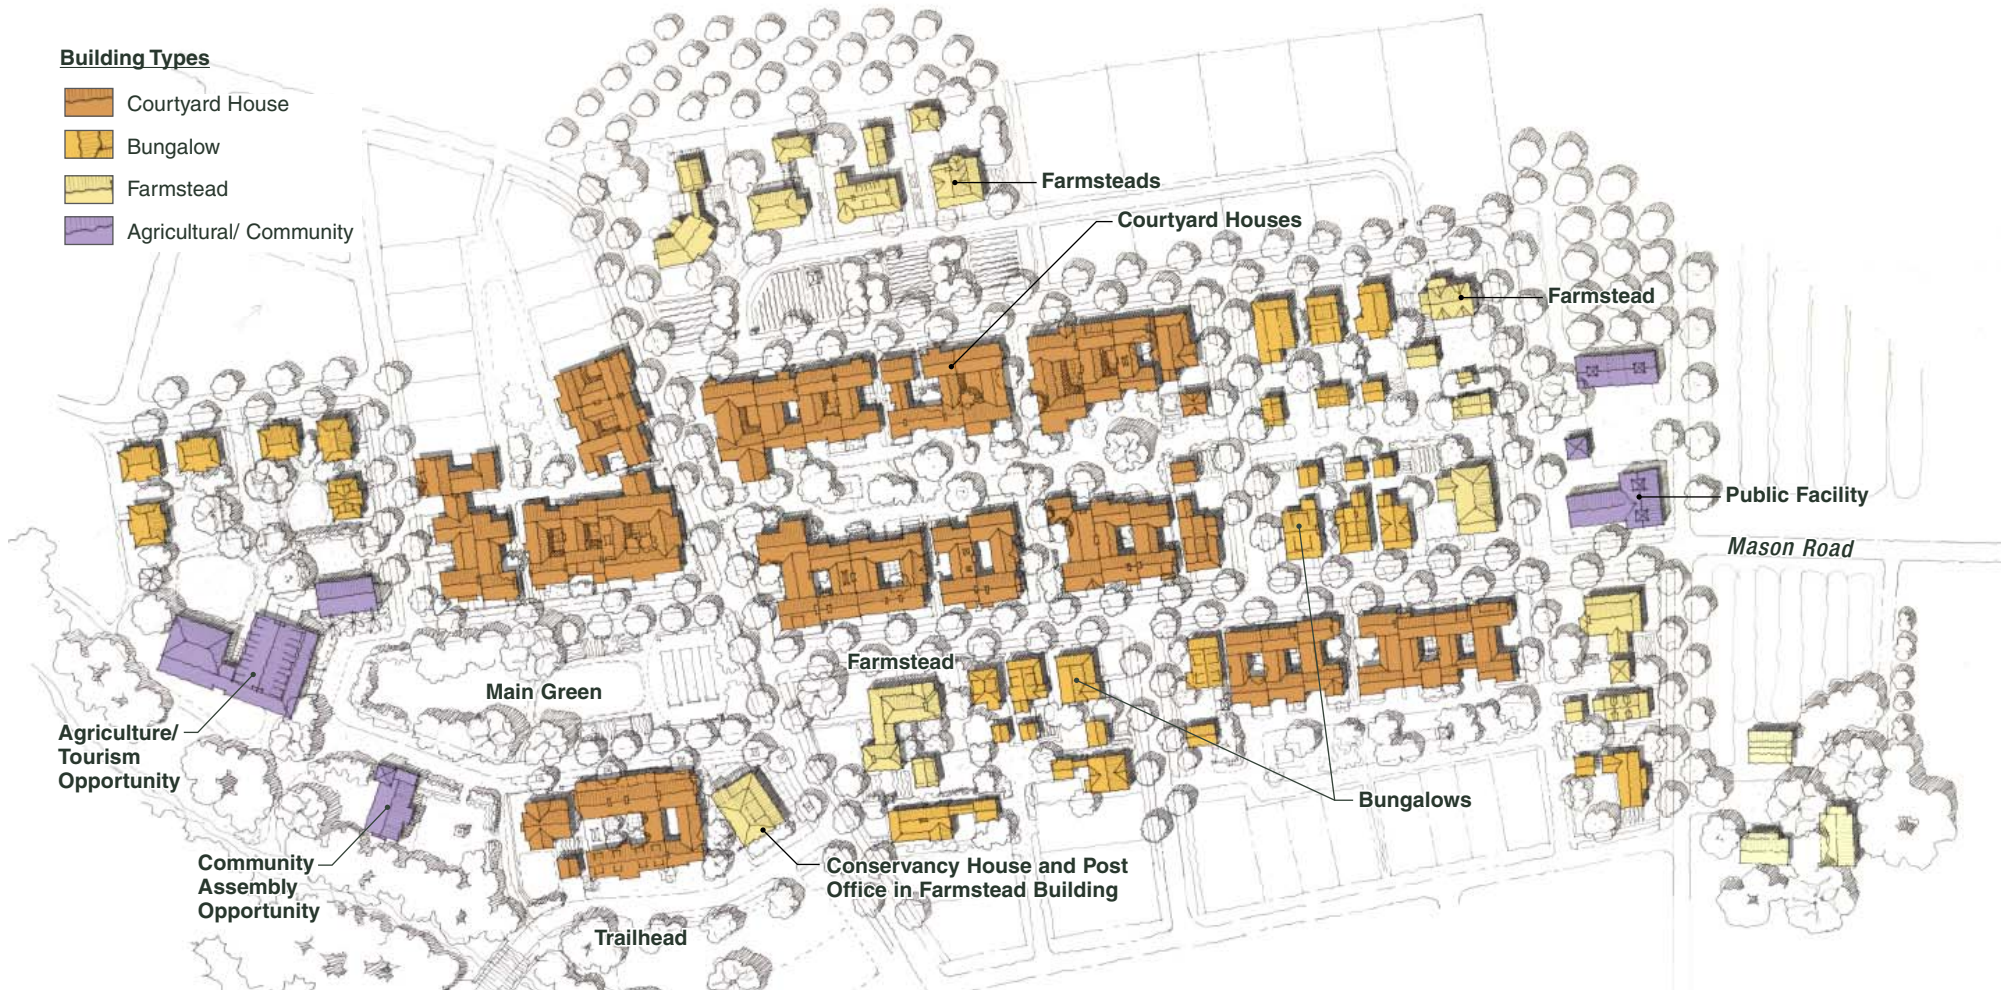 Building Types
Courtyard House
Bungalow
Farmstead
Agricultural/ Community
Farmsteads
Courtyard Houses
Farmstead
Public Facility
Mason Road
Farmstead
Main Green
Agriculture/
Tourism
Opportunity
Bungalows
Community
Assembly
Opportunity
Conservancy House and Post
Office in Farmstead Building
Trailhead